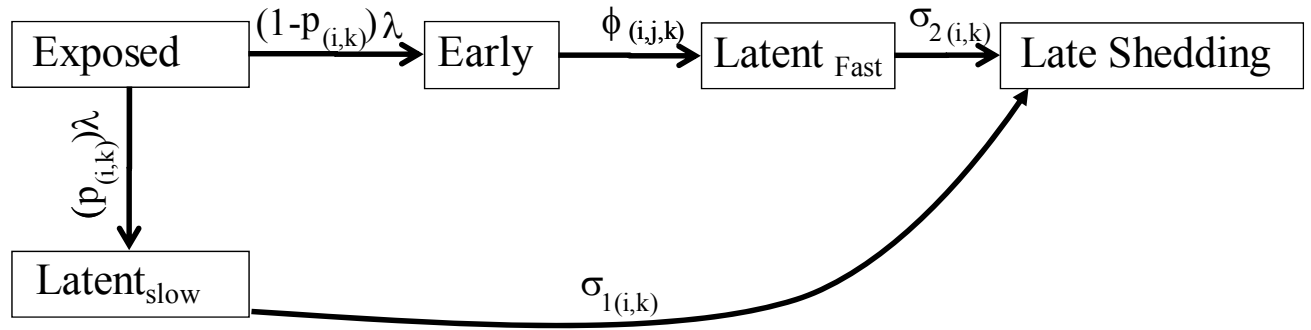 (1-p(i,k)) λ
ϕ (i,j,k)
σ2 (i,k)
Exposed
Early
Latent Fast
Late Shedding
(p(i,k))λ
Latentslow
σ1(i,k)